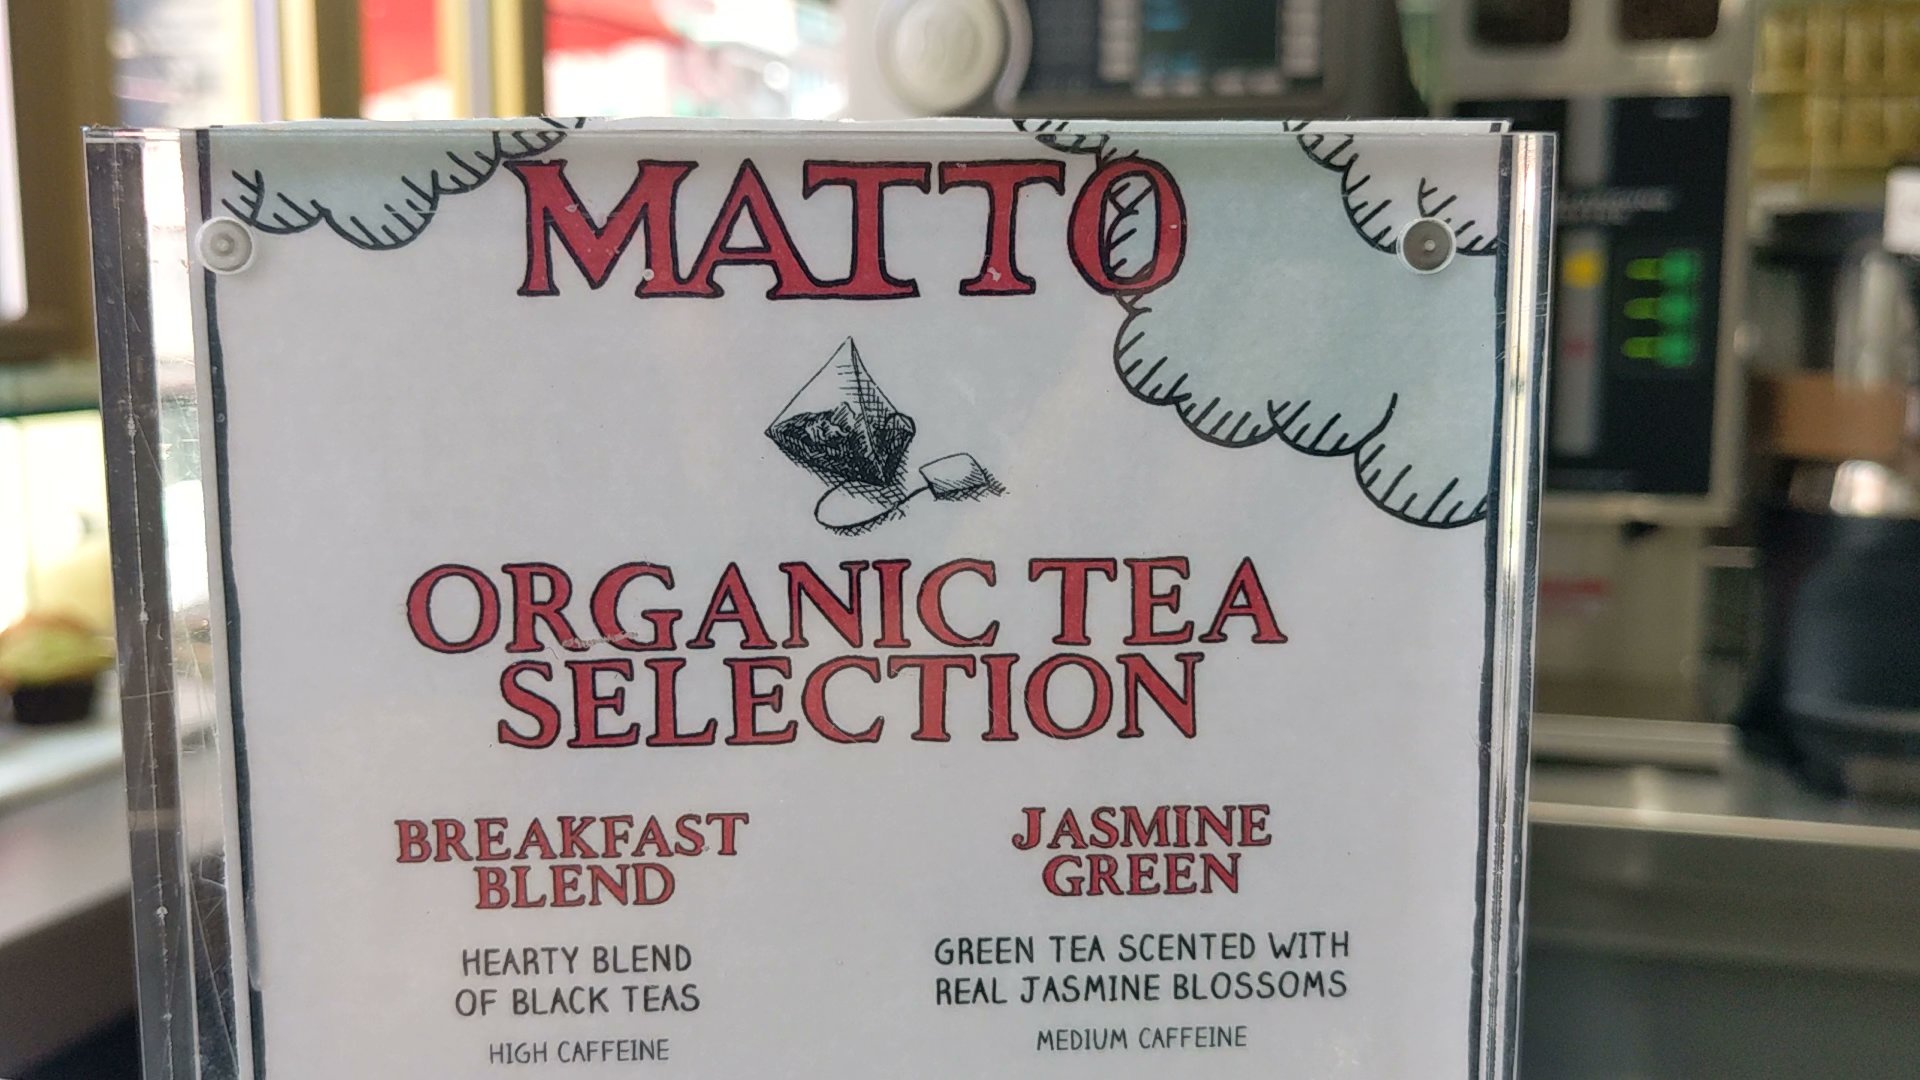 MATTO
ORGANIC TEA
SELECTION
BREAKFAST
BLEND
HEARTY BLEND
OF BLACK TEAS
HIGH CAFFEINE
JASMINE
GREEN
GREEN TEA SCENTED WITH
REAL JASMINE BLOSSOMS
MEDIUM CAFFEINE